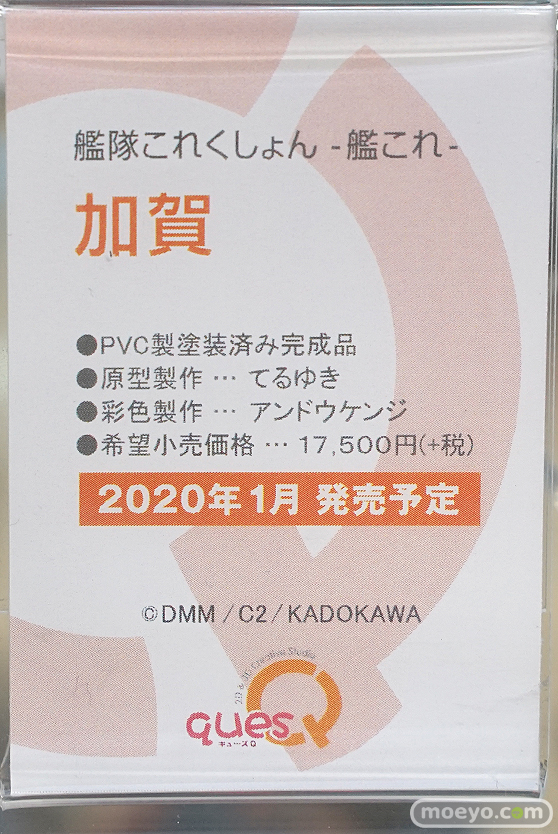 艦隊これくしょん -艦これ-
加賀
●PVC製塗装済み完成品
●原型製作 … てるゆき
●彩色製作 … アンドウケンジ
●希望小売価格 … 17,500円(+税)
2020年1月 発売予定
©DMM/C2/KADOKAWA
2D & 3D Creative Studio
quesQ
キューズQ
moeyo.com